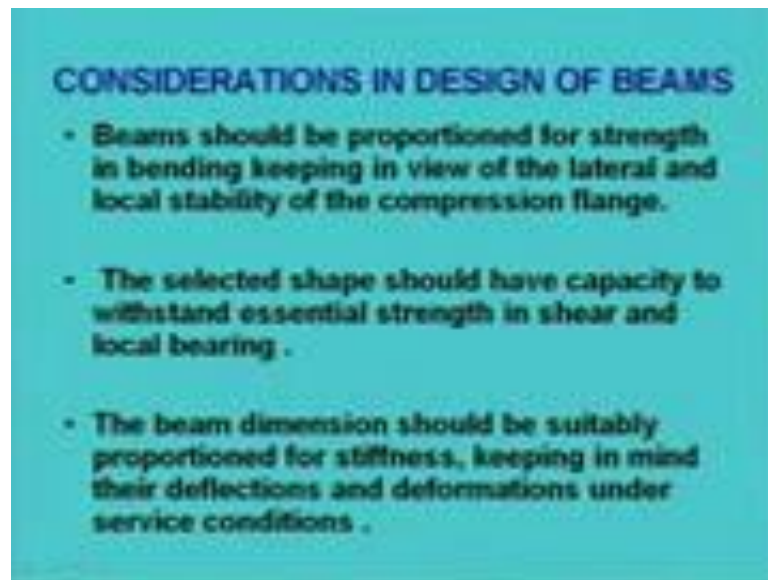 CONSIDERATIONS IN DESIGN OF BEAMS
• Beams should be proportioned for strength
in bending keeping in view of the lateral and
local stability of the compression flange.
• The selected shape should have capacity to
withstand essential strength in shear and
local bearing .
• The beam dimension should be suitably
proportioned for stiffness, keeping in mind
their deflections and deformations under
service conditions .